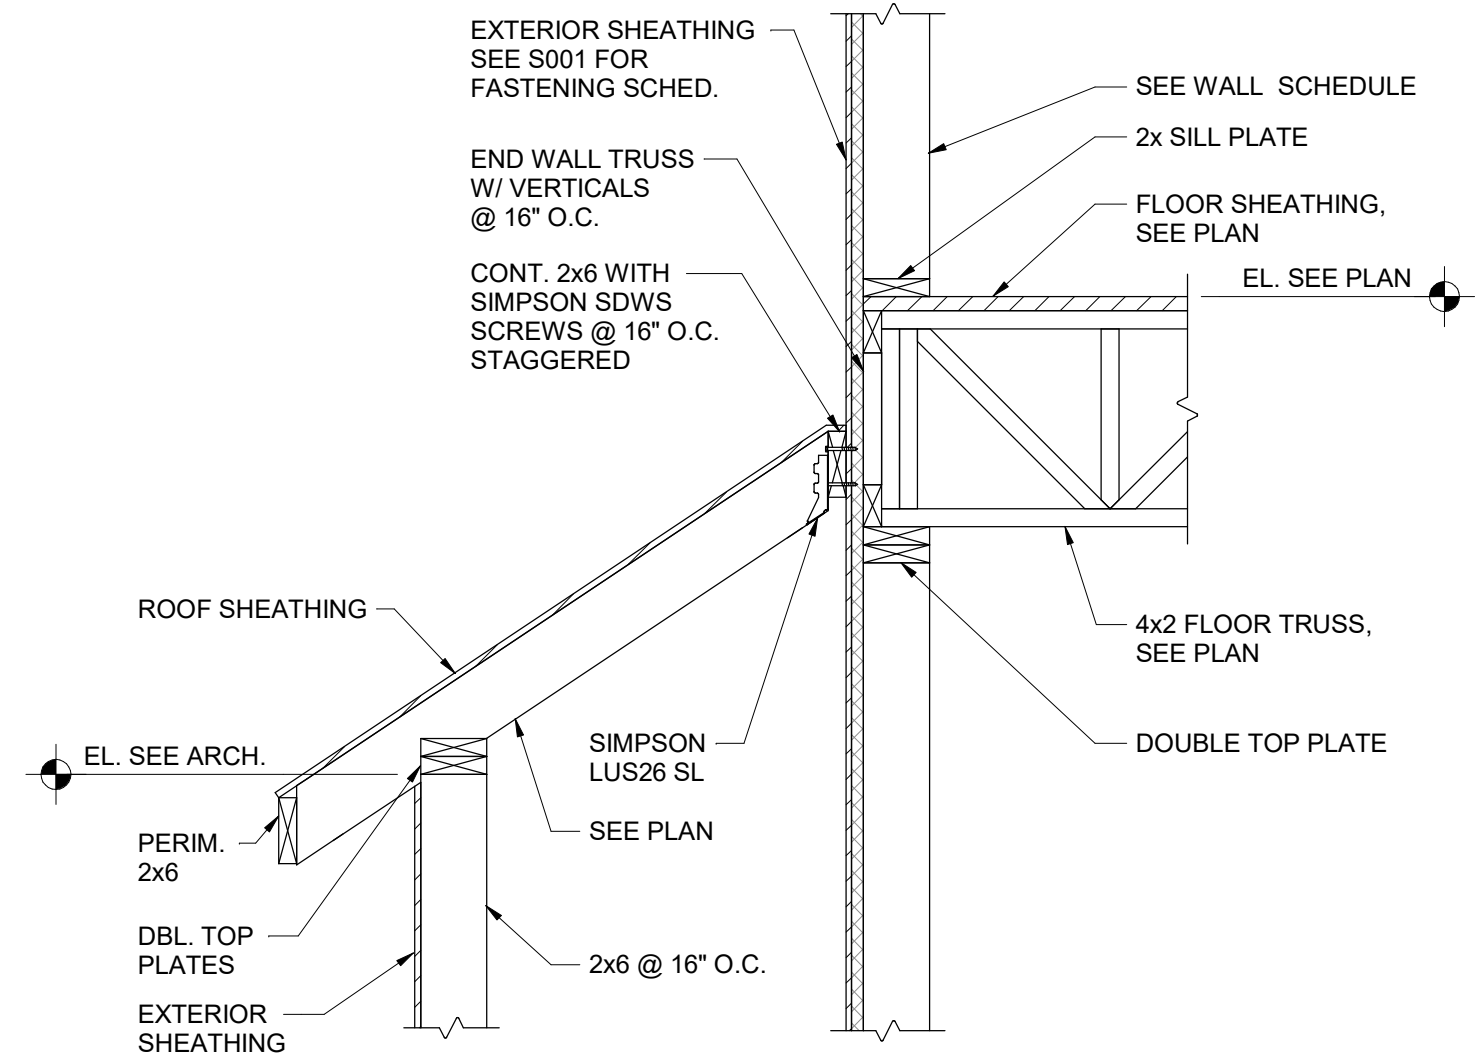 EXTERIOR SHEATHING
SEE S001 FOR
FASTENING SCHED.
END WALL TRUSS
W/ VERTICALS
@ 16" O.C.
CONT. 2x6 WITH
SIMPSON SDWS
SCREWS @ 16" O.C.
STAGGERED
SEE WALL SCHEDULE
2x SILL PLATE
FLOOR SHEATHING,
SEE PLAN
EL. SEE PLAN
ROOF SHEATHING
4x2 FLOOR TRUSS,
SEE PLAN
DOUBLE TOP PLATE
SIMPSON
LUS26 SL
EL. SEE ARCH.
SEE PLAN
PERIM.
2x6
DBL. TOP
PLATES
2x6 @ 16" O.C.
EXTERIOR
SHEATHING